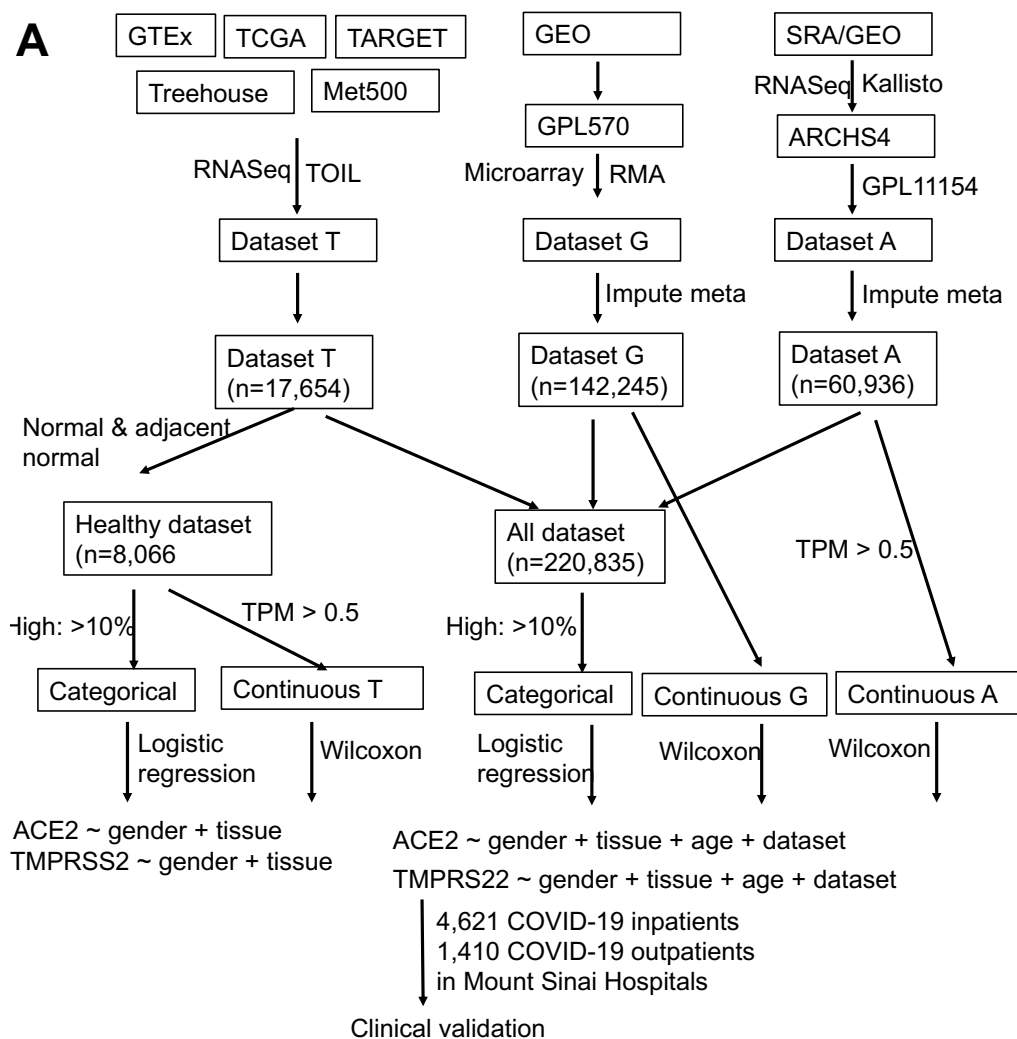 A
GTEx
TCGA
TARGET
Treehouse
Met500
GEO
SRA/GEO
RNASeq
Kallisto
GPL570
ARCHS4
RNASeq
TOIL
Microarray
RMA
GPL11154
Dataset T
Dataset G
Dataset A
Impute meta
Impute meta
Dataset T
(n=17,654)
Dataset G
(n=142,245)
Dataset A
(n=60,936)
Normal & adjacent
normal
Healthy dataset
(n=8,066
All dataset
(n=220,835)
TPM > 0.5
High: >10%
TPM > 0.5
High: >10%
Categorical
Continuous T
Categorical
Continuous G
Continuous A
Logistic
regression
Wilcoxon
Logistic
regression
Wilcoxon
Wilcoxon
ACE2 ~ gender + tissue
TMPRSS2 ~ gender + tissue
ACE2 ~ gender + tissue + age + dataset
TMPRS22 ~ gender + tissue + age + dataset
4,621 COVID-19 inpatients
1,410 COVID-19 outpatients
in Mount Sinai Hospitals
Clinical validation